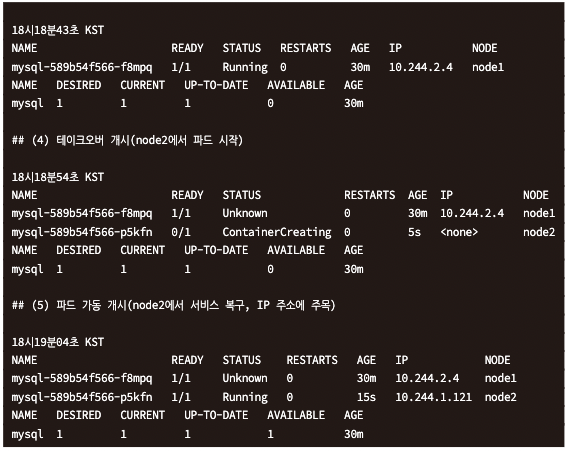 18시18분43초 KST
NAME READY STATUS RESTARTS AGE IP NODE
mysql-589b54f566-f8mpq 1/1 Running 0 30m 10.244.2.4 node1
NAME DESIRED CURRENT UP-TO-DATE AVAILABLE AGE
mysql 1 1 1 0 30m
## (4) 테이크오버 개시(node2에서 파드 시작)
18시18분54초 KST
NAME READY STATUS RESTARTS AGE IP NODE
mysql-589b54f566-f8mpq 1/1 Unknown 0 30m 10.244.2.4 node1
mysql-589b54f566-p5kfn 0/1 ContainerCreating 0 5s <none> node2
NAME DESIRED CURRENT UP-TO-DATE AVAILABLE AGE
mysql 1 1 1 0 30m
## (5) 파드 가동 개시(node2에서 서비스 복구, IP 주소에 주목)
18시19분04초 KST
NAME READY STATUS RESTARTS AGE IP NODE
mysql-589b54f566-f8mpq 1/1 Unknown 0 30m 10.244.2.4 node1
mysql-589b54f566-p5kfn 1/1 Running 0 15s 10.244.1.121 node2
NAME DESIRED CURRENT UP-TO-DATE AVAILABLE AGE
mysql 1 1 1 1 30m